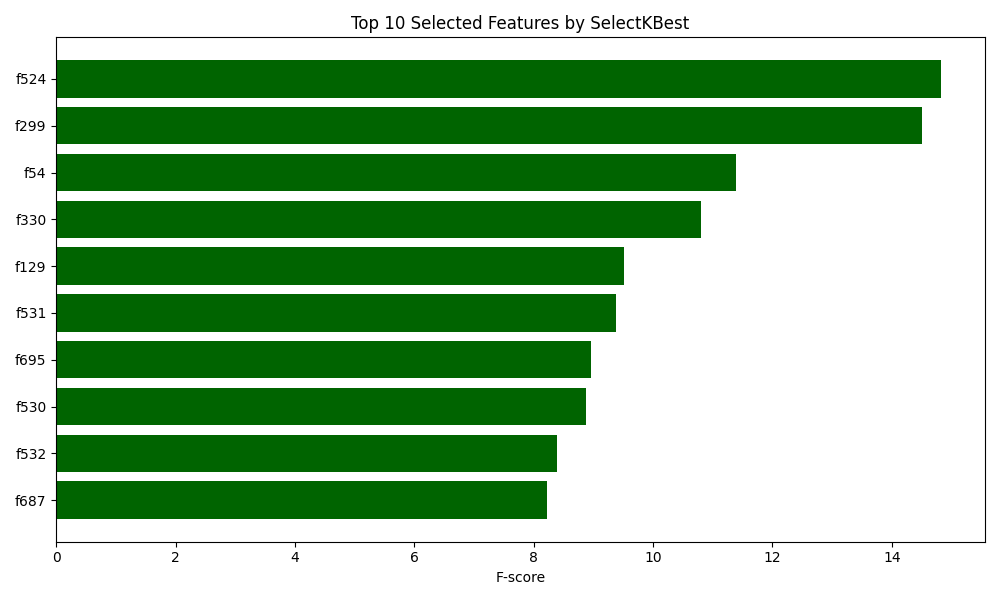 Top 10 Selected Features by SelectKBest
f524
f299
f54
f330
f129
f531
f695
f530
f532
f687
0 2 4 6 8 10 12 14
F-score